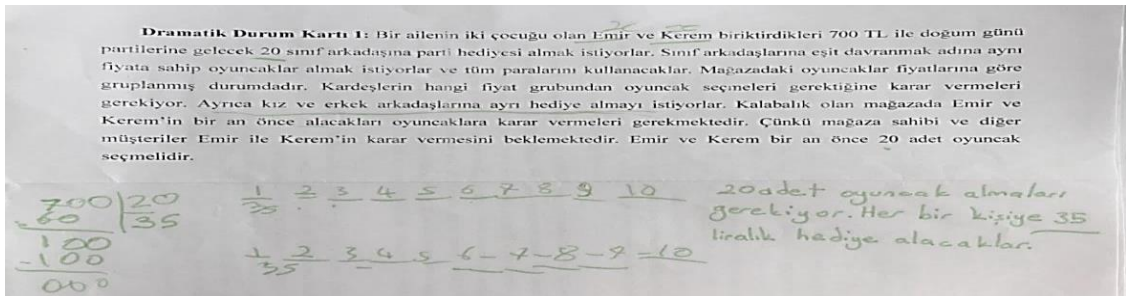 Dramatik Durum Kartı 1: Bir ailenin iki çocuğu olan Emir ve Kerem biriktirdikleri 700 TL ile doğum günü
partilerine gelecek 20 sınıf arkadaşına parti hediyesi almak istiyorlar. Sınıf arkadaşlarına eşit davranmak adına aynı
fiyata sahip oyuncaklar almak istiyorlar ve tüm paralarını kullanacaklar. Mağazadaki oyuncaklar fiyatlarına göre
gruplanmış durumdadır. Kardeşlerin hangi fiyat grubundan oyuncak seçmeleri gerektiğine karar vermeleri
gerekiyor. Ayrıca kız ve erkek arkadaşlarına ayrı hediye almayı istiyorlar. Kalabalık olan mağazada Emir ve
Kerem'in bir an önce alacakları oyuncaklara karar vermeleri gerekmektedir. Çünkü mağaza sahibi ve diğer
müşteriler Emir ile Kerem'in karar vermesini beklemektedir. Emir ve Kerem bir an önce 20 adet oyuncak
seçmelidir.
700 20
- 60 35
100
-100
000
1 2 3 4 5 6 7 8 9 10
35
1 2 3 4 5 6-7-8-9-10
35
20 adet oyuncak almaları
gerekiyor. Her bir kişiye 35
liralık hediye alacaklar.